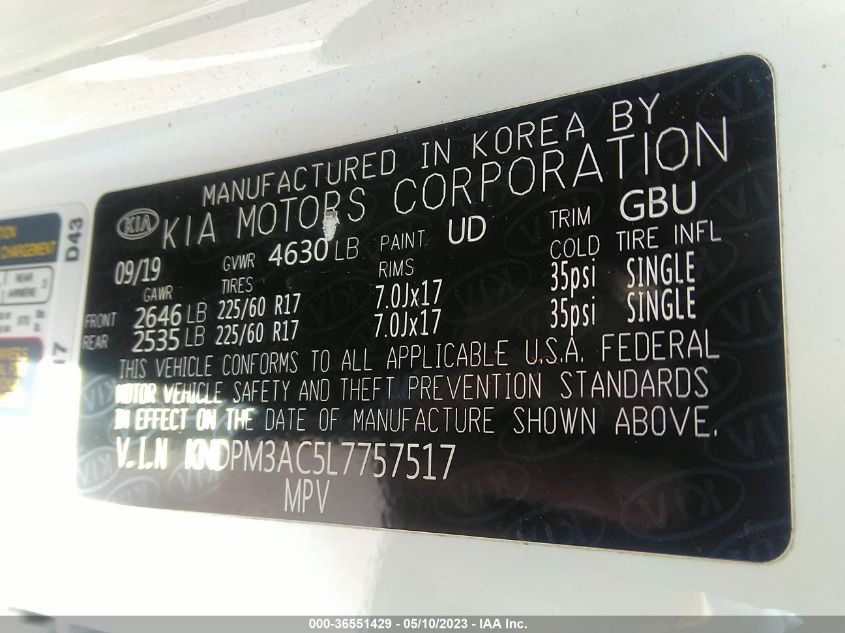 MANUFACTURED IN KOREA BY
KIA KIA MOTORS CORPORATION
09/19 GVWR 4630 LB PAINT UD TRIM GBU
GAWR TIRES RIMS COLD TIRE INFL
FRONT 2646 LB 225/60 R17 7.0Jx17 35psi SINGLE
REAR 2535 LB 225/60 R17 7.0Jx17 35psi SINGLE
THIS VEHICLE CONFORMS TO ALL APPLICABLE U.S.A. FEDERAL
MOTOR VEHICLE SAFETY AND THEFT PREVENTION STANDARDS
IN EFFECT ON THE DATE OF MANUFACTURE SHOWN ABOVE.
V.I.N KNDPM3AC5L7757517
MPV
D43
REAR
000-36551429 - 05/10/2023 - IAA Inc.